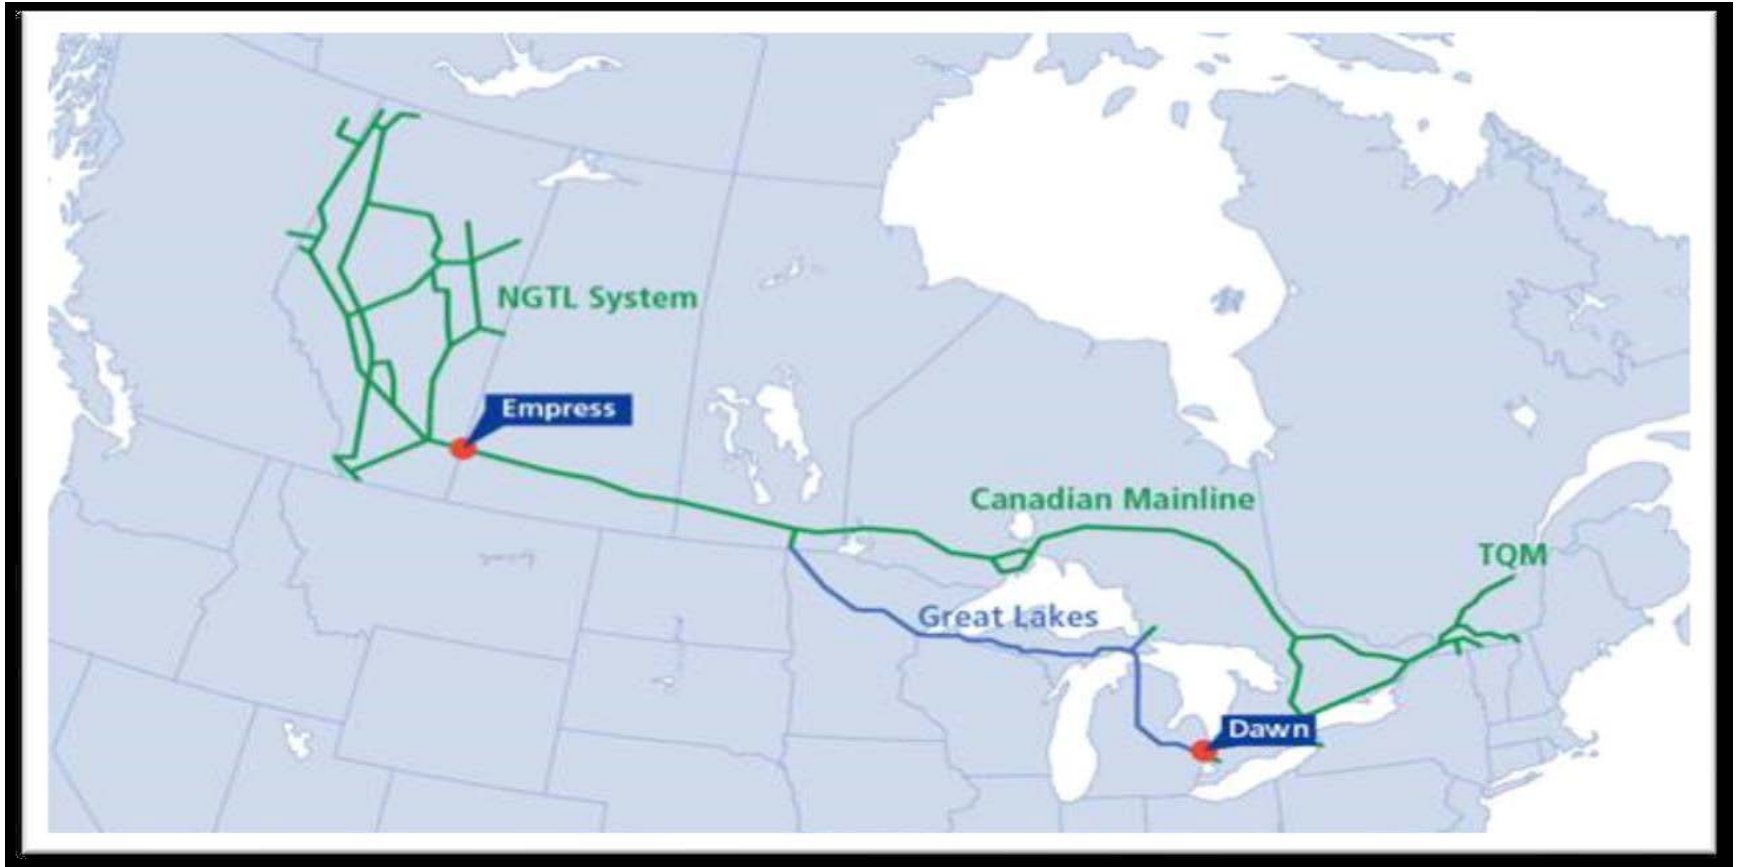 NGTL System
Empress
Canadian Mainline
TQM
Great Lakes
Dawn